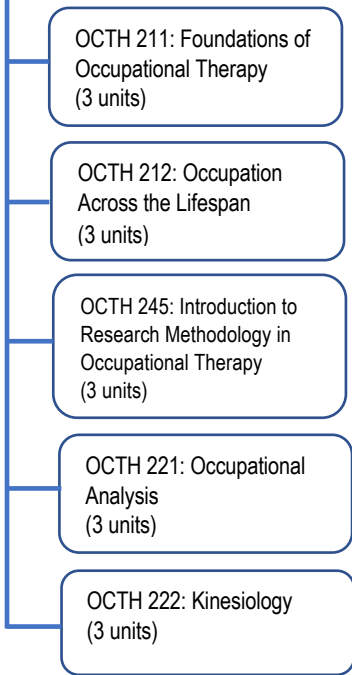 OCTH 211: Foundations of
Occupational Therapy
(3 units)
OCTH 212: Occupation
Across the Lifespan
(3 units)
OCTH 245: Introduction to
Research Methodology in
Occupational Therapy
(3 units)
OCTH 221: Occupational
Analysis
(3 units)
OCTH 222: Kinesiology
(3 units)